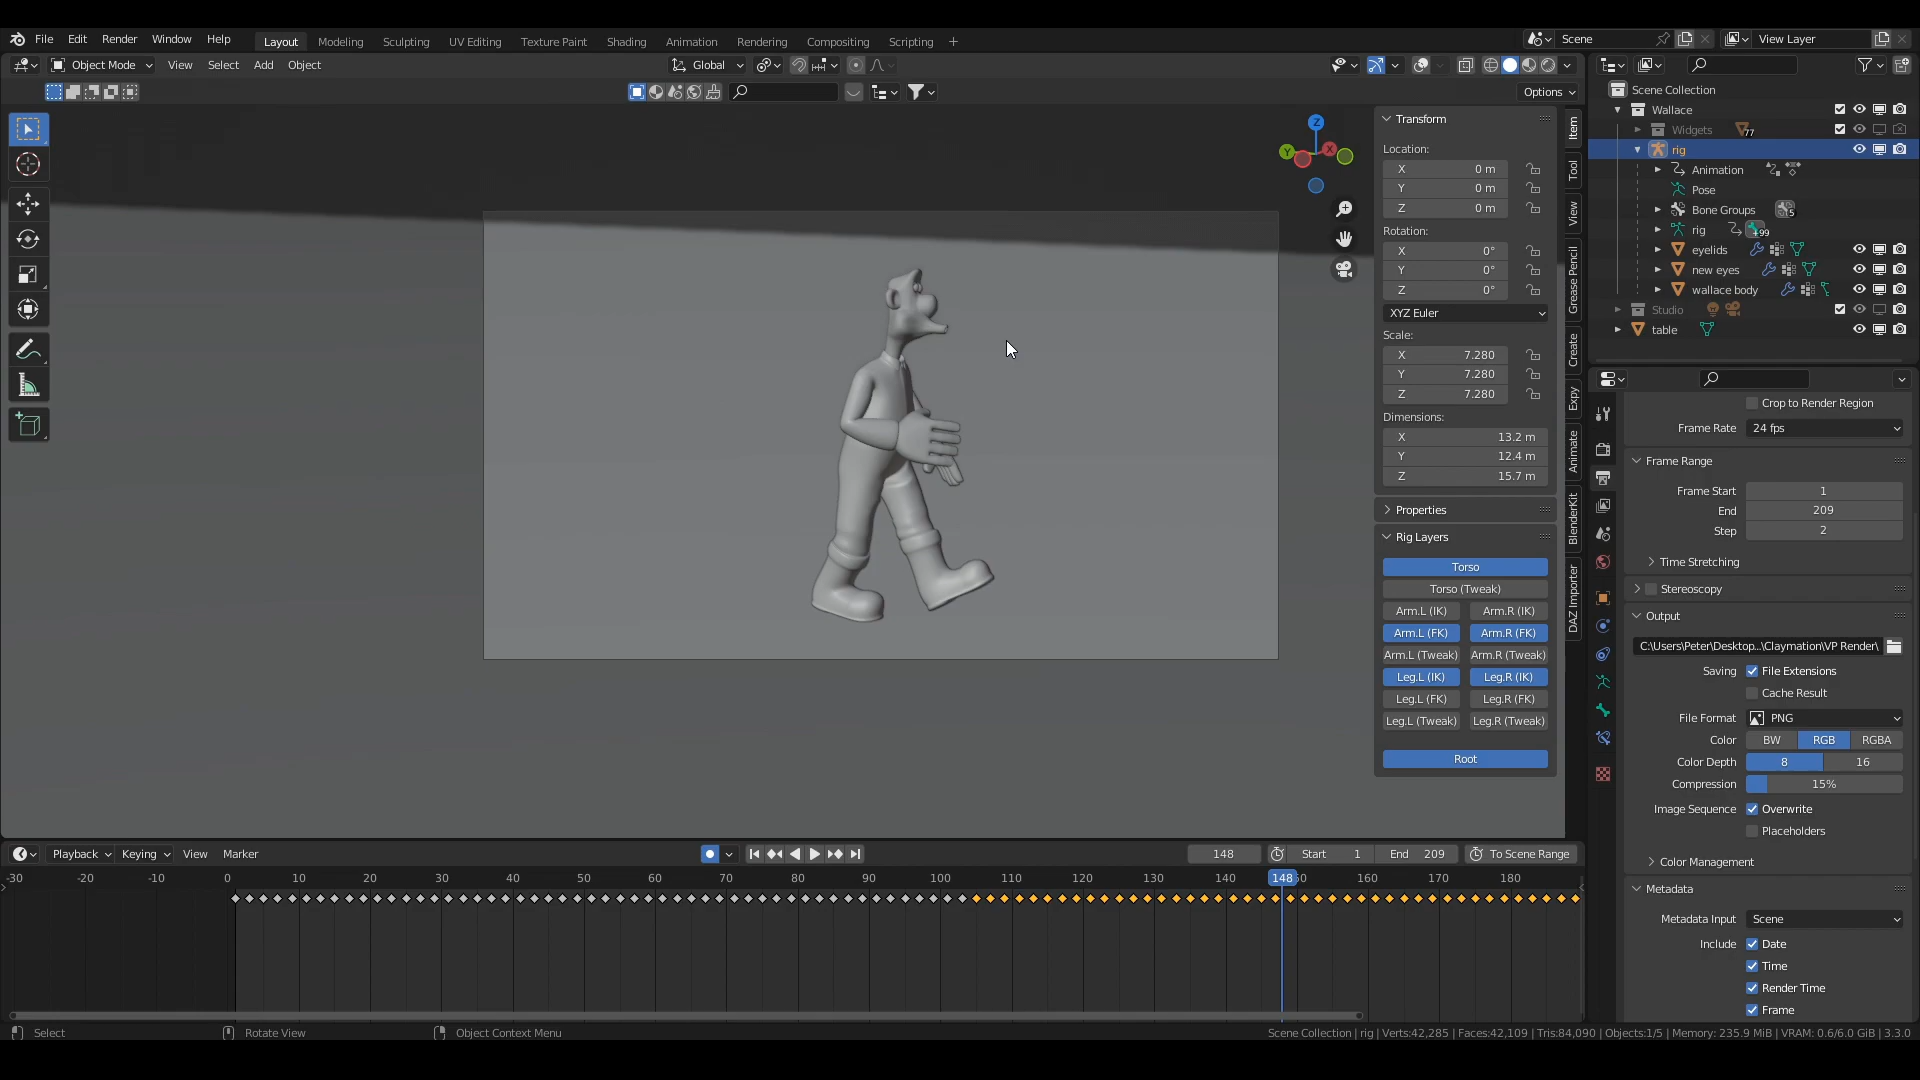 File Edit Render Window Help Layout Modeling Sculpting UV Editing Texture Paint Shading Animation Rendering Compositing Scripting + Scene View Layer
Object Mode View Select Add Object Global
Options
Transform
Location:
X 0 m
Y 0 m
Z 0 m
Rotation:
X 0°
Y 0°
Z 0°
XYZ Euler
Scale:
X 7.280
Y 7.280
Z 7.280
Dimensions:
X 13.2 m
Y 12.4 m
Z 15.7 m
Properties
Rig Layers
Torso
Torso (Tweak)
Arm.L (IK) Arm.R (IK)
Arm.L (FK) Arm.R (FK)
Arm.L (Tweak) Arm.R (Tweak)
Leg.L (IK) Leg.R (IK)
Leg.L (FK) Leg.R (FK)
Leg.L (Tweak) Leg.R (Tweak)
Root
Item
Tool
View
Grease Pencil
Create
Expy
Animate
BlenderKit
DAZ Importer
Z
Y
X
Scene Collection
Wallace
Widgets 77
rig
Animation
Pose
Bone Groups 5
rig +99
eyelids
new eyes
wallace body
Studio
table
Crop to Render Region
Frame Rate 24 fps
Frame Range
Frame Start 1
End 209
Step 2
Time Stretching
Stereoscopy
Output
C:\Users\Peter\Desktop...\Claymation\VP Render\
Saving File Extensions
Cache Result
File Format PNG
Color BW RGB RGBA
Color Depth 8 16
Compression 15%
Image Sequence Overwrite
Placeholders
Color Management
Metadata
Metadata Input Scene
Include Date
Time
Render Time
Frame
Playback Keying View Marker 148 Start 1 End 209 To Scene Range
-30 -20 -10 0 10 20 30 40 50 60 70 80 90 100 110 120 130 140 148 160 170 180
Select Rotate View Object Context Menu Scene Collection | rig | Verts:42,285 | Faces:42,109 | Tris:84,090 | Objects:1/5 | Memory: 235.9 MiB | VRAM: 0.6/6.0 GiB | 3.3.0